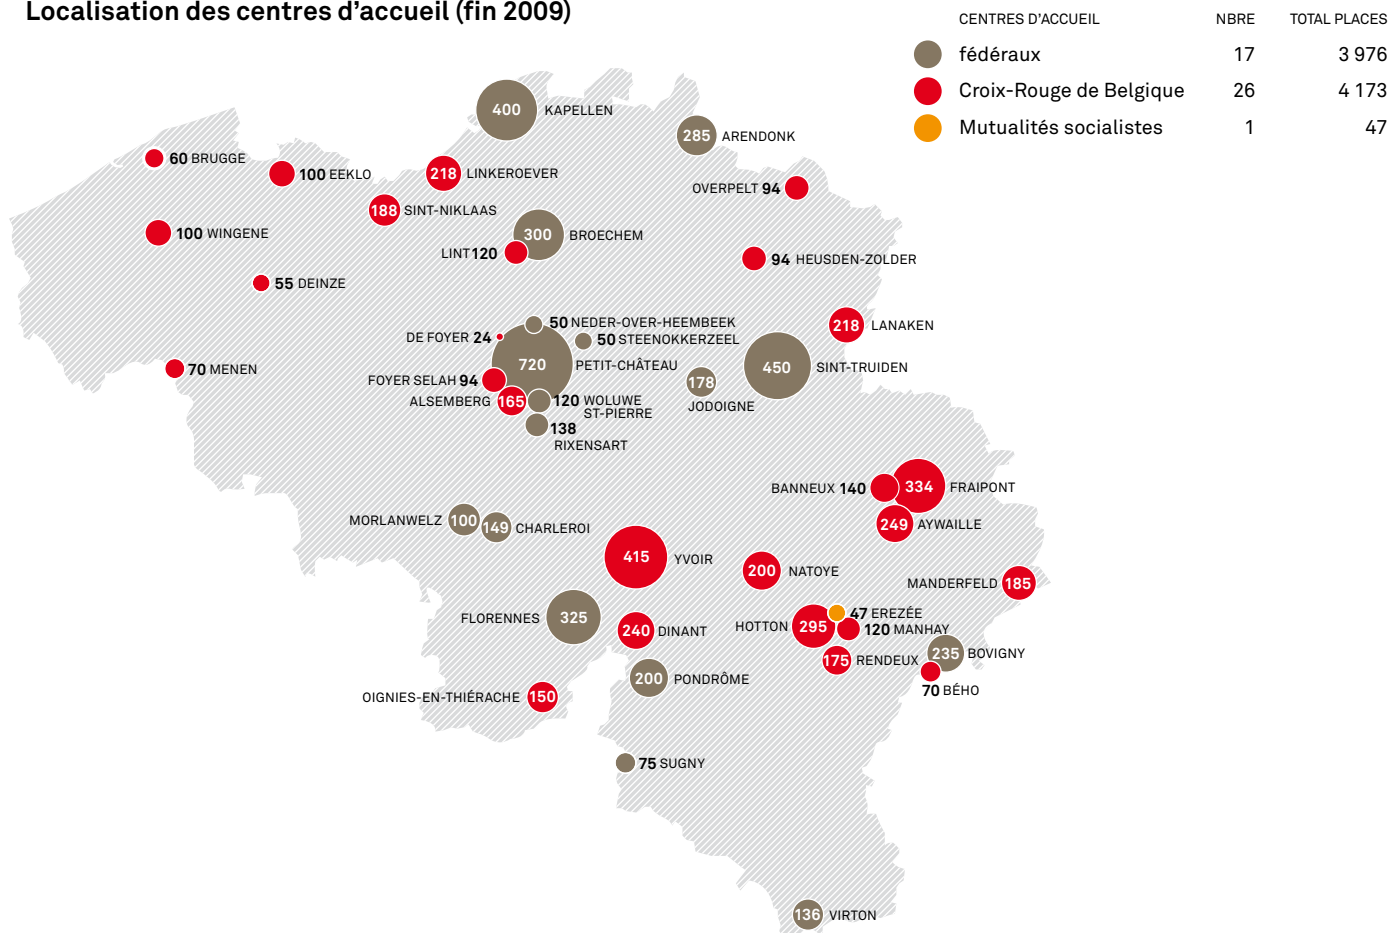 Localisation des centres d’accueil (fin 2009)
CENTRES D’ACCUEIL NBRE TOTAL PLACES
fédéraux 17 3 976
Croix-Rouge de Belgique 26 4 173
Mutualités socialistes 1 47
400 KAPELLEN
285 ARENDONK
60 BRUGGE
100 EEKLO
218 LINKEROEVER
OVERPELT 94
188 SINT-NIKLAAS
100 WINGENE
300 BROECHEM
LINT 120
94 HEUSDEN-ZOLDER
55 DEINZE
50 NEDER-OVER-HEEMBEEK
218 LANAKEN
DE FOYER 24
50 STEENOKKERZEEL
720 PETIT-CHÂTEAU
450 SINT-TRUIDEN
70 MENEN
FOYER SELAH 94
178
JODOIGNE
ALSEMBERG 165
120 WOLUWE
ST-PIERRE
138
RIXENSART
BANNEUX 140
334 FRAIPONT
MORLANWELZ 100
149 CHARLEROI
249 AYWAILLE
415 YVOIR
200 NATOYE
MANDERFELD 185
FLORENNES 325
47 EREZÉE
240 DINANT
HOTTON 295
120 MANHAY
175 RENDEUX
235 BOVIGNY
200 PONDRÔME
70 BÉHO
OIGNIES-EN-THIÉRACHE 150
75 SUGNY
136 VIRTON